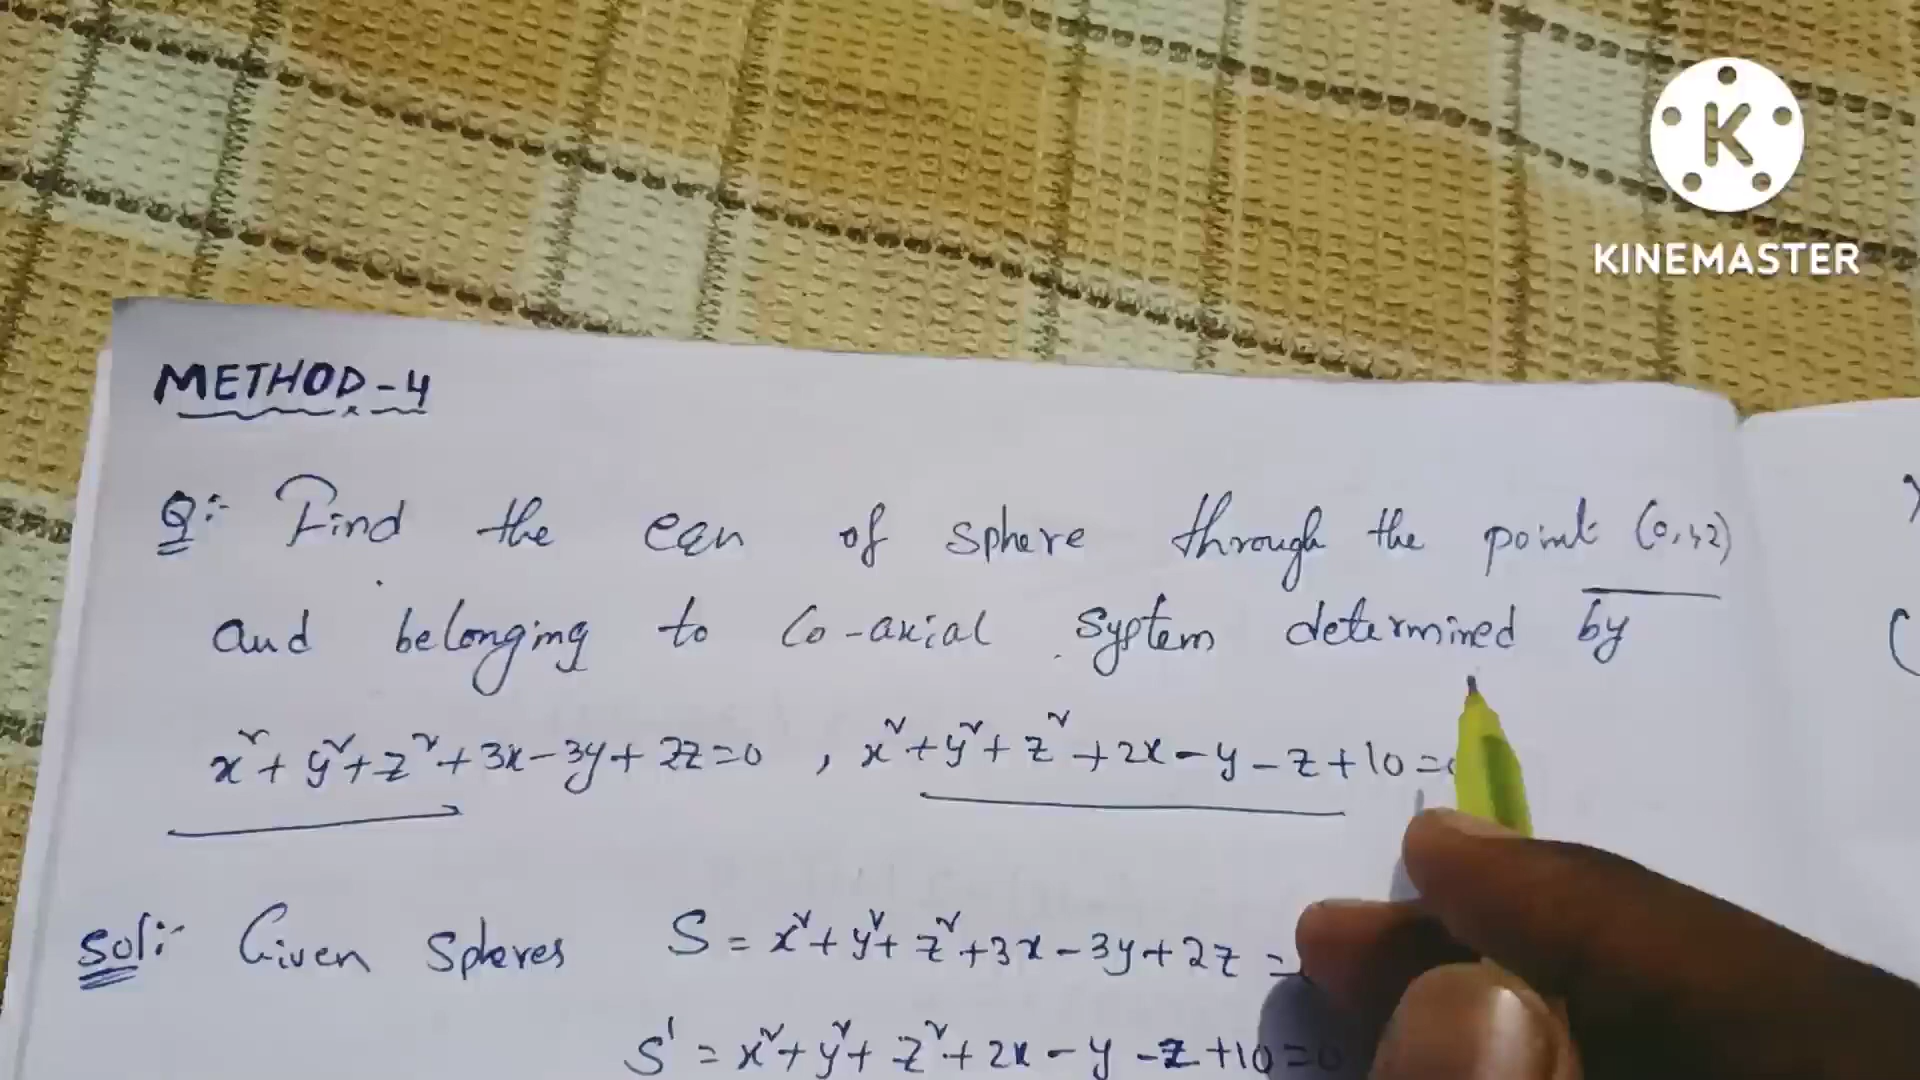 K
KINEMASTER
METHOD-4
Q:- Find the eqn of sphere through the point
and belonging to Co-axial system determined by
x²+y²+z²+3x-3y+2z=0, x²+y²+z²+2x-y-z+10=
Sol:- Given Spheres S = x²+y²+z²+3x-3y+2z =
S' = x²+y²+z²+2x-y-z+10=0